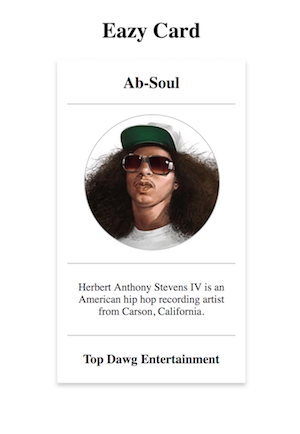 Eazy Card
Ab-Soul
Herbert Anthony Stevens IV is an
American hip hop recording artist
from Carson, California.
Top Dawg Entertainment